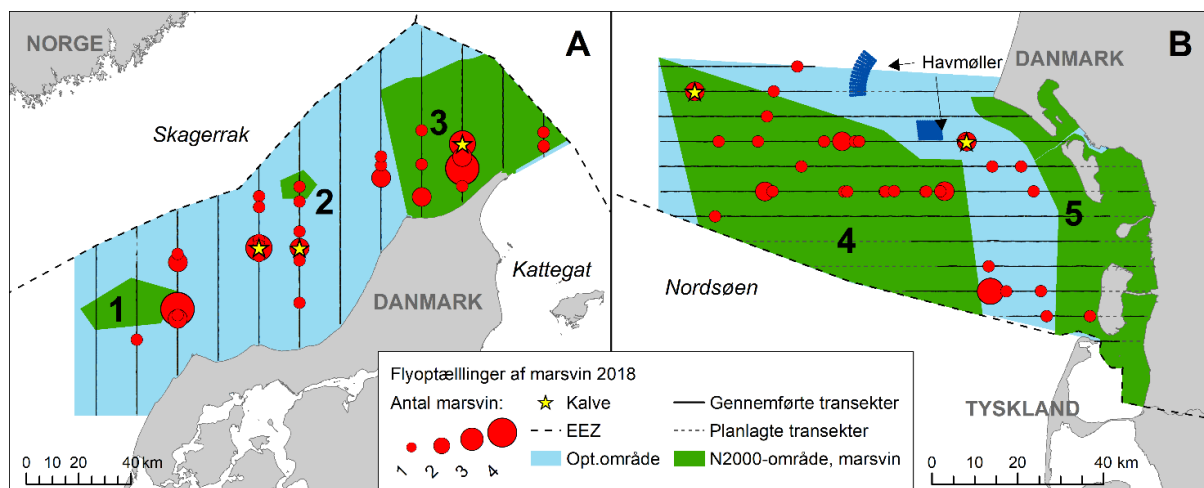 NORGE
A
3
Skagerrak
2
1
DANMARK
Kattegat
0
20
40 km
B
DANMARK
Havmøller
5
4
Nordsøen
TYSKLAND
0
10
20
40 km
Flyoptælllinger af marsvin 2018
Antal marsvin:
Kalve
Gennemførte transekter
EEZ
Planlagte transekter
1
2
3
4
Opt.område
N2000-område, marsvin